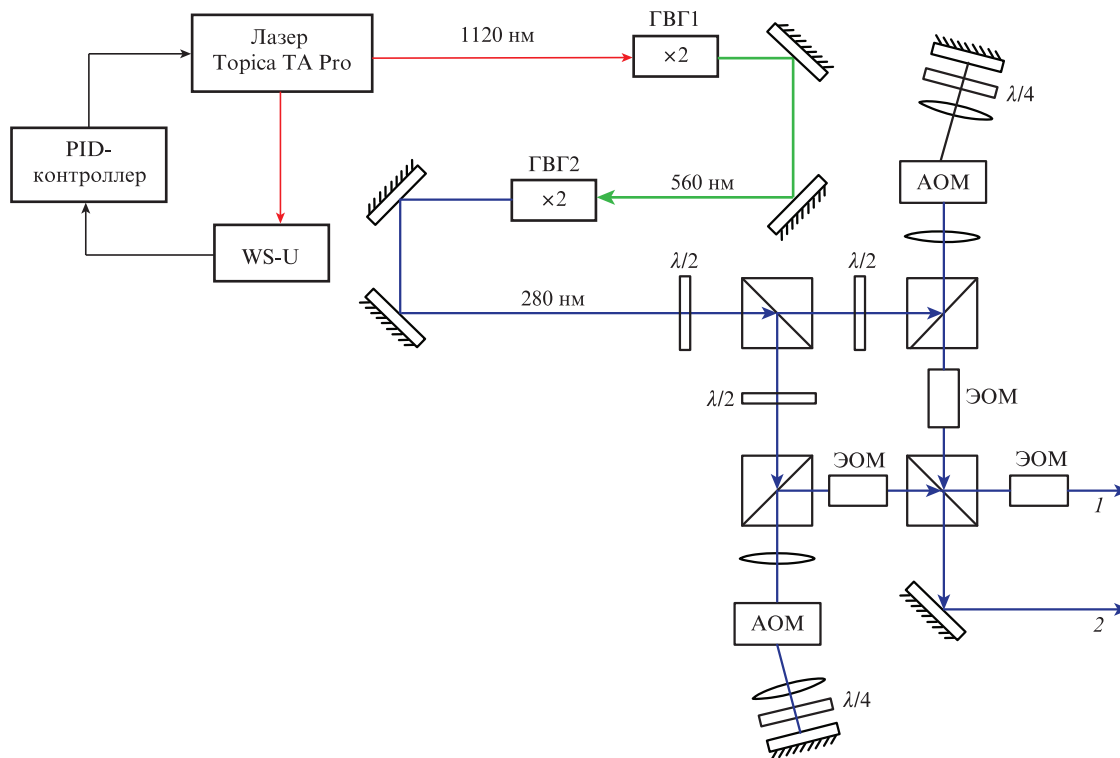 Лазер
Topica TA Pro
1120 нм
ГВГ1
×2
λ/4
PID-
контроллер
ГВГ2
×2
560 нм
АОМ
WS-U
280 нм
λ/2
λ/2
λ/2
ЭОМ
ЭОМ
ЭОМ
1
2
АОМ
λ/4